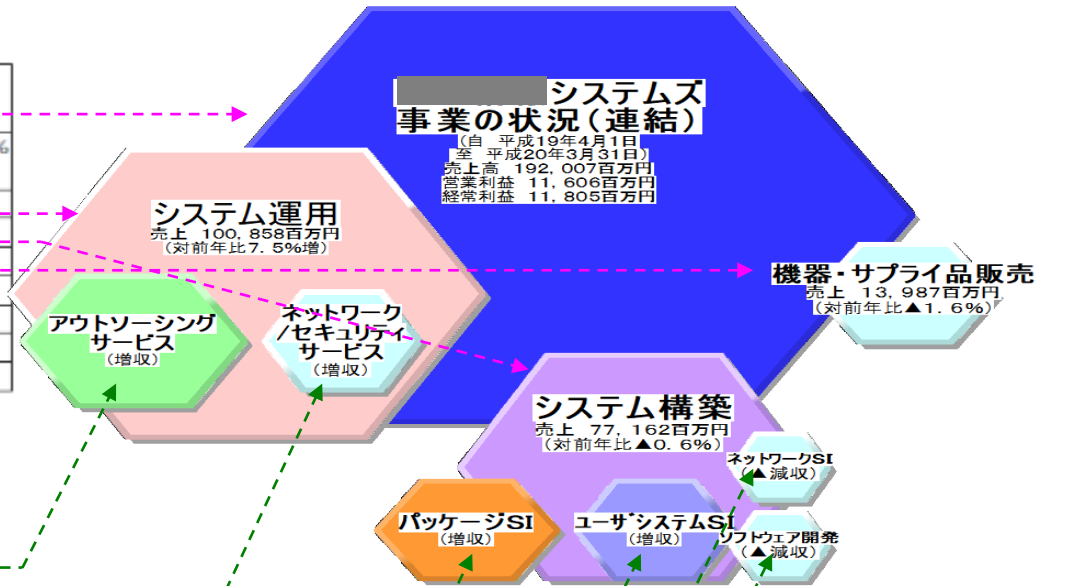 システムズ
事業の状況（連結）
（自　平成19年4月1日
至　平成20年3月31日）
売上高　192，007百万円
営業利益　11，606百万円
経常利益　11，805百万円
システム運用
売上　100，858百万円
（対前年比7．5%増）
機器・サプライ品販売
売上　13，987百万円
（対前年比▲1．6%）
アウトソーシング
サービス
（増収）
ネットワーク
/セキュリティ
サービス
（増収）
システム構築
売上　77，162百万円
（対前年比▲0．6%）
ネットワークSI
（▲減収）
パッケージSI
（増収）
ユーザシステムSI
（増収）
ソフトウェア開発
（▲減収）
%